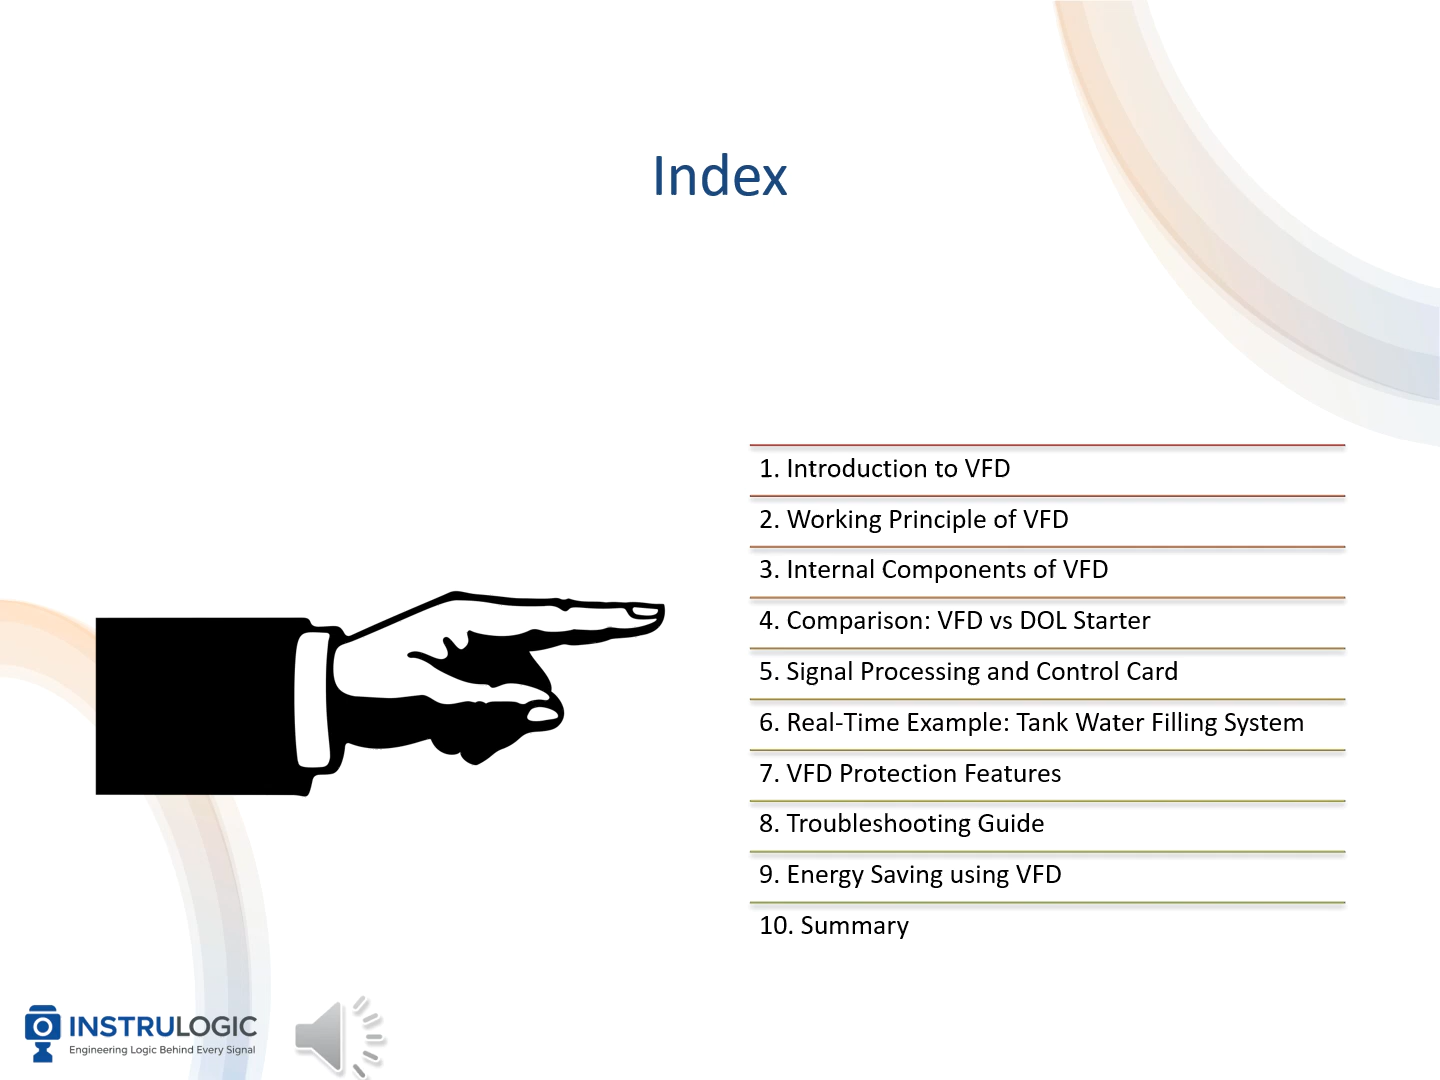 Index
1. Introduction to VFD
2. Working Principle of VFD
3. Internal Components of VFD
4. Comparison: VFD vs DOL Starter
5. Signal Processing and Control Card
6. Real-Time Example: Tank Water Filling System
7. VFD Protection Features
8. Troubleshooting Guide
9. Energy Saving using VFD
10. Summary
INSTRULOGIC
Engineering Logic Behind Every Signal